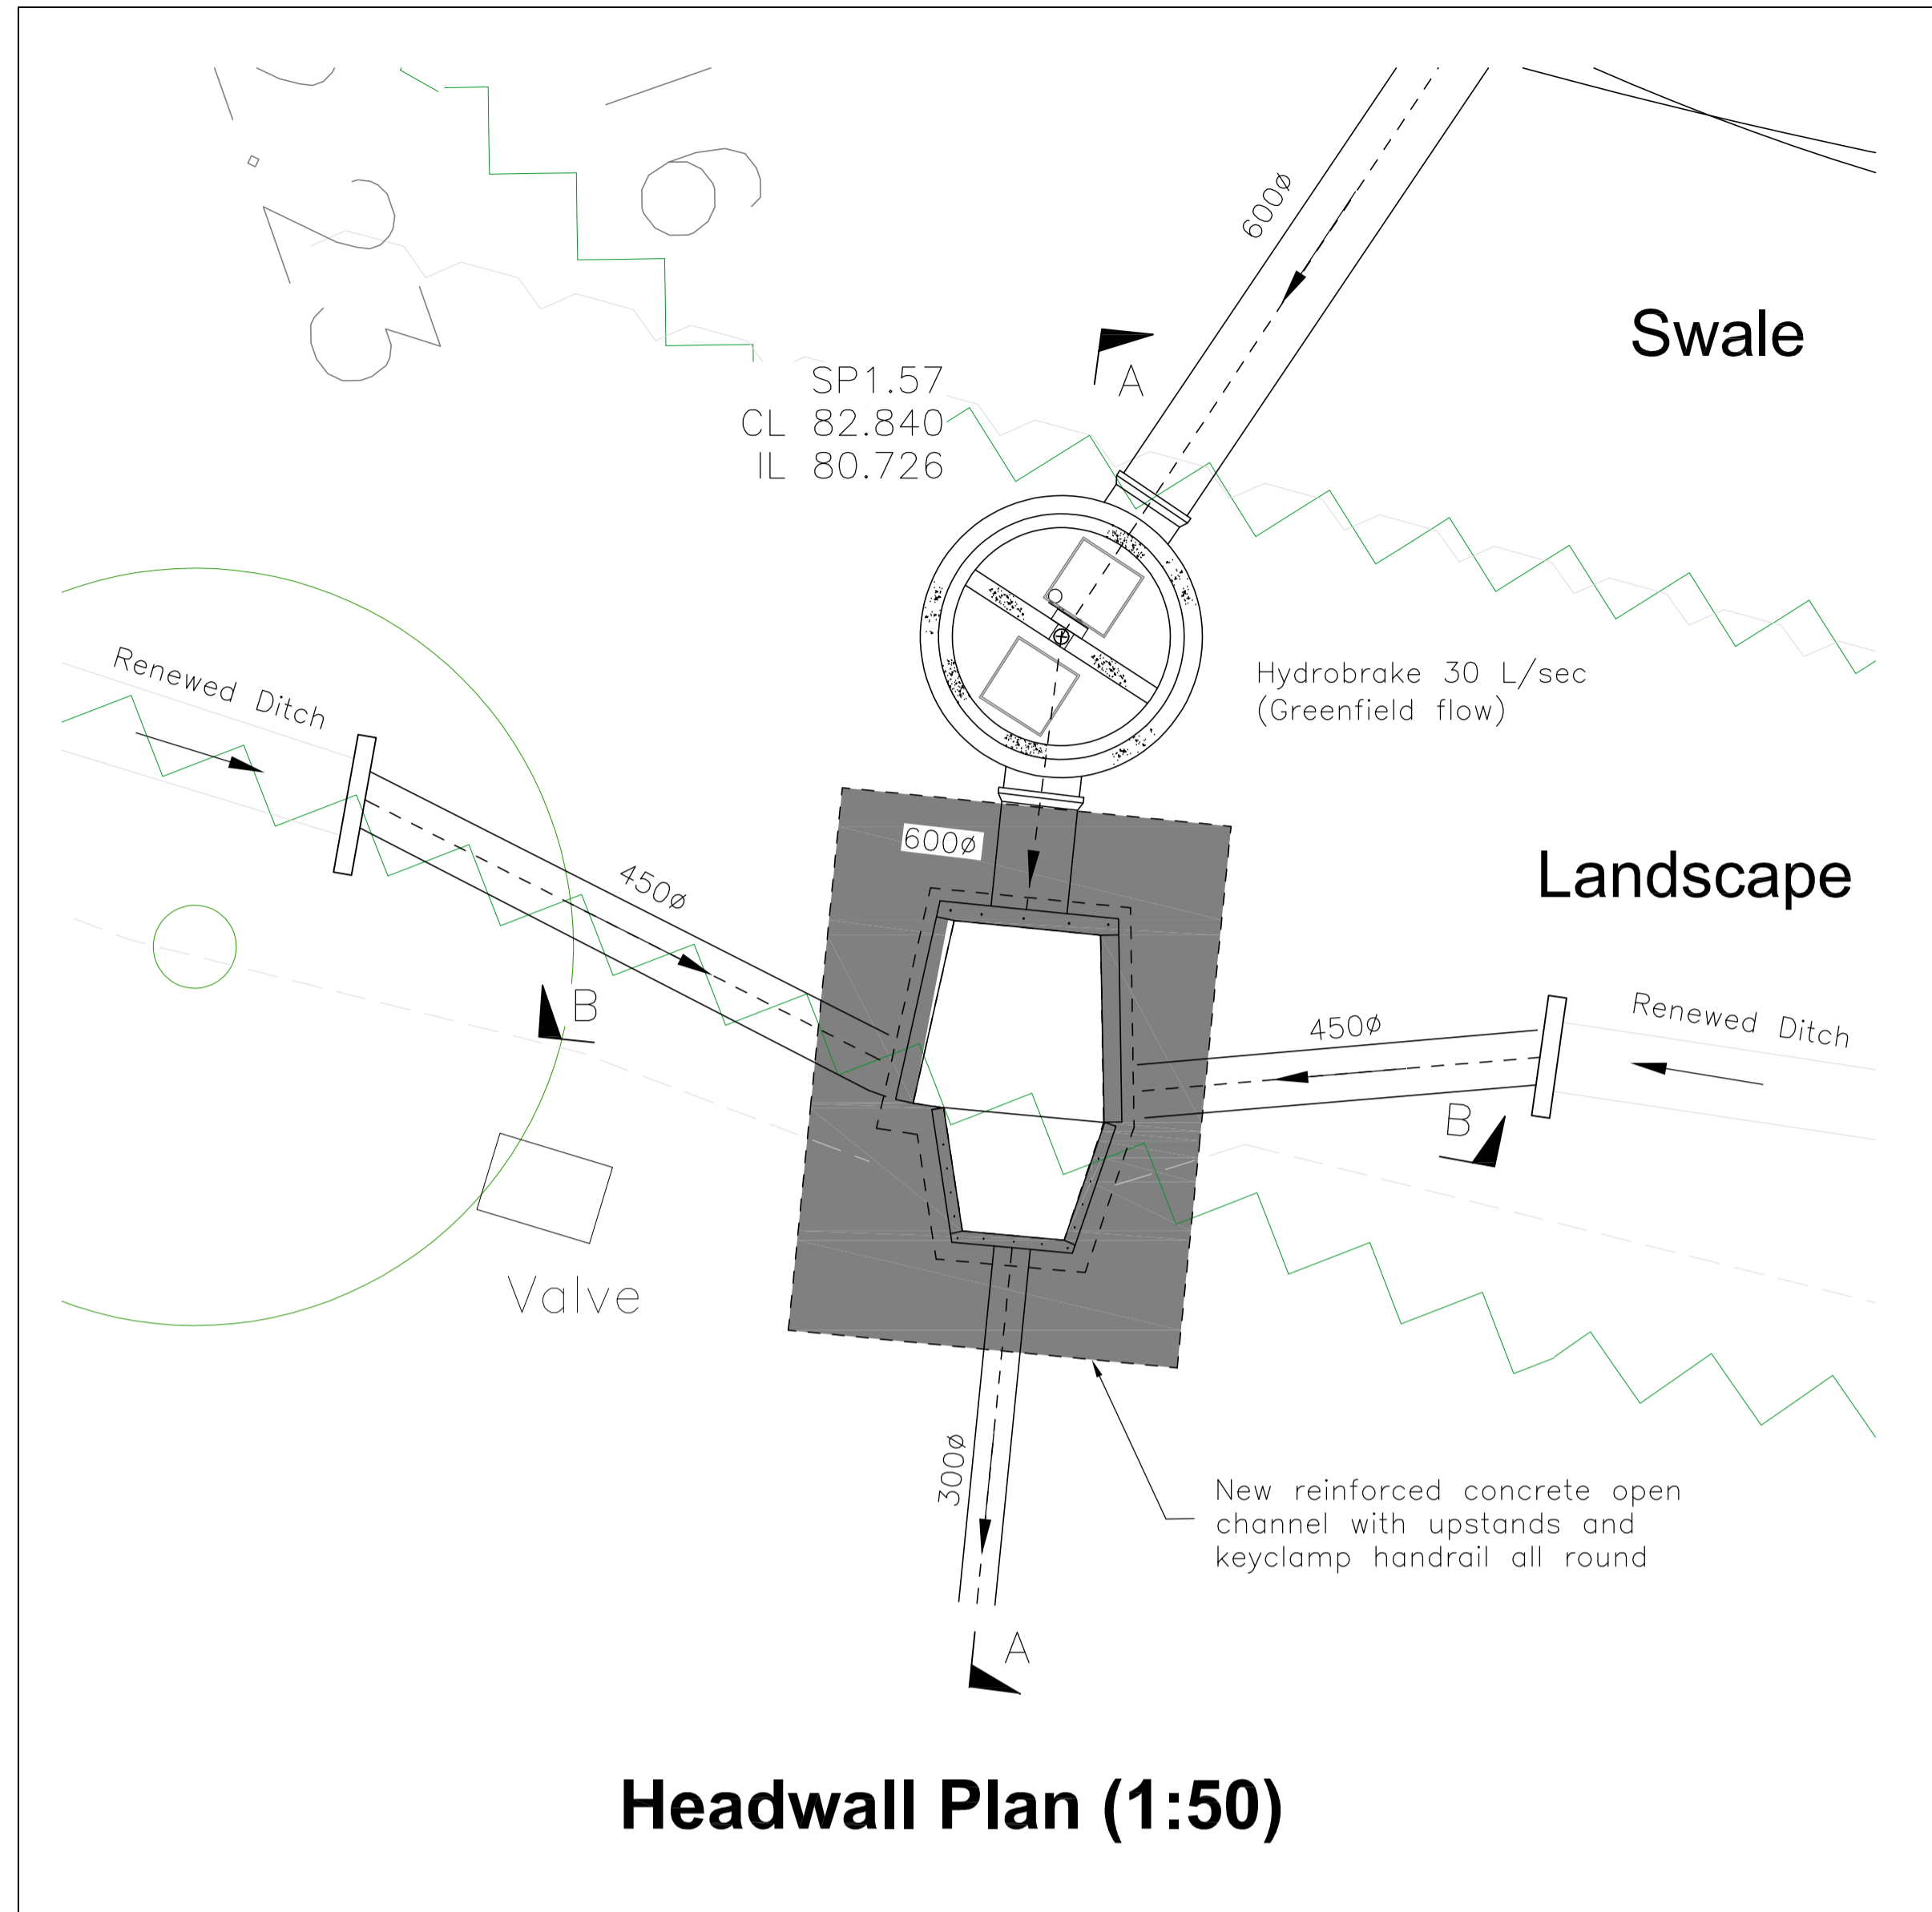 600ø
Swale
A
SP1.57
CL 82.840
IL 80.726
Renewed Ditch
Hydrobrake 30 L/sec
(Greenfield flow)
600ø
450ø
Landscape
B
450ø
Renewed Ditch
B
Valve
300ø
New reinforced concrete open
channel with upstands and
keyclamp handrail all round
A
Headwall Plan (1:50)